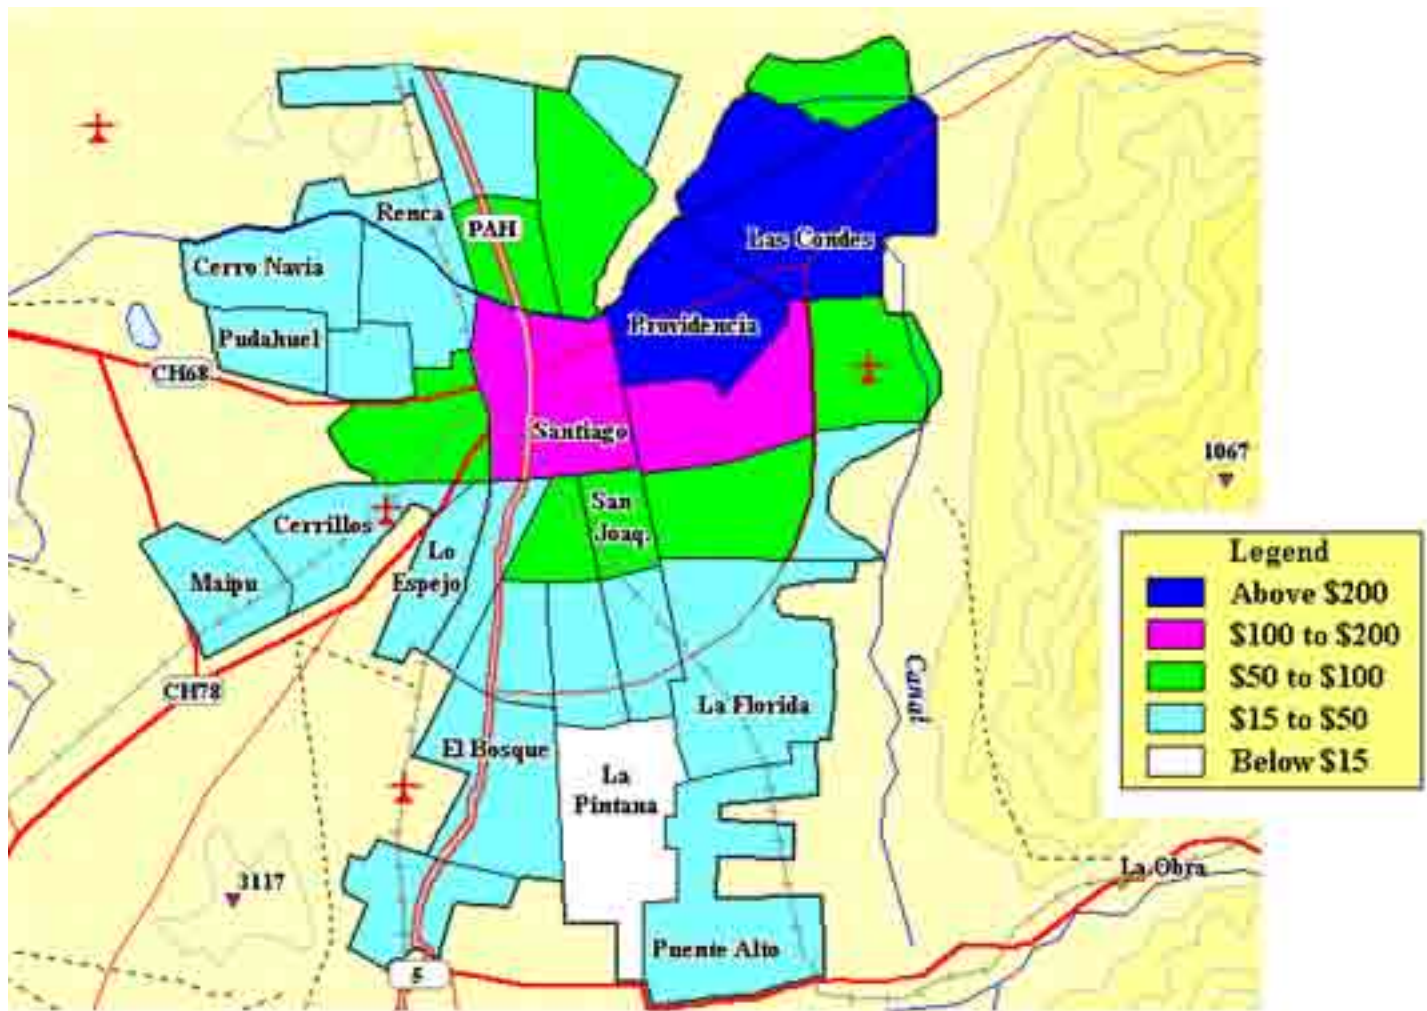 Renca
PAH
Las Condes
Cerro Navia
Providencia
Pudahuel
CH68
Santiago
1067
San
Joaq.
Cerrillos
Lo
Espejo
Maipu
Legend
Above $200
$100 to $200
$50 to $100
$15 to $50
Below $15
CH78
Canal
La Florida
El Bosque
La
Pintana
La Obra
3117
Puente Alto
5